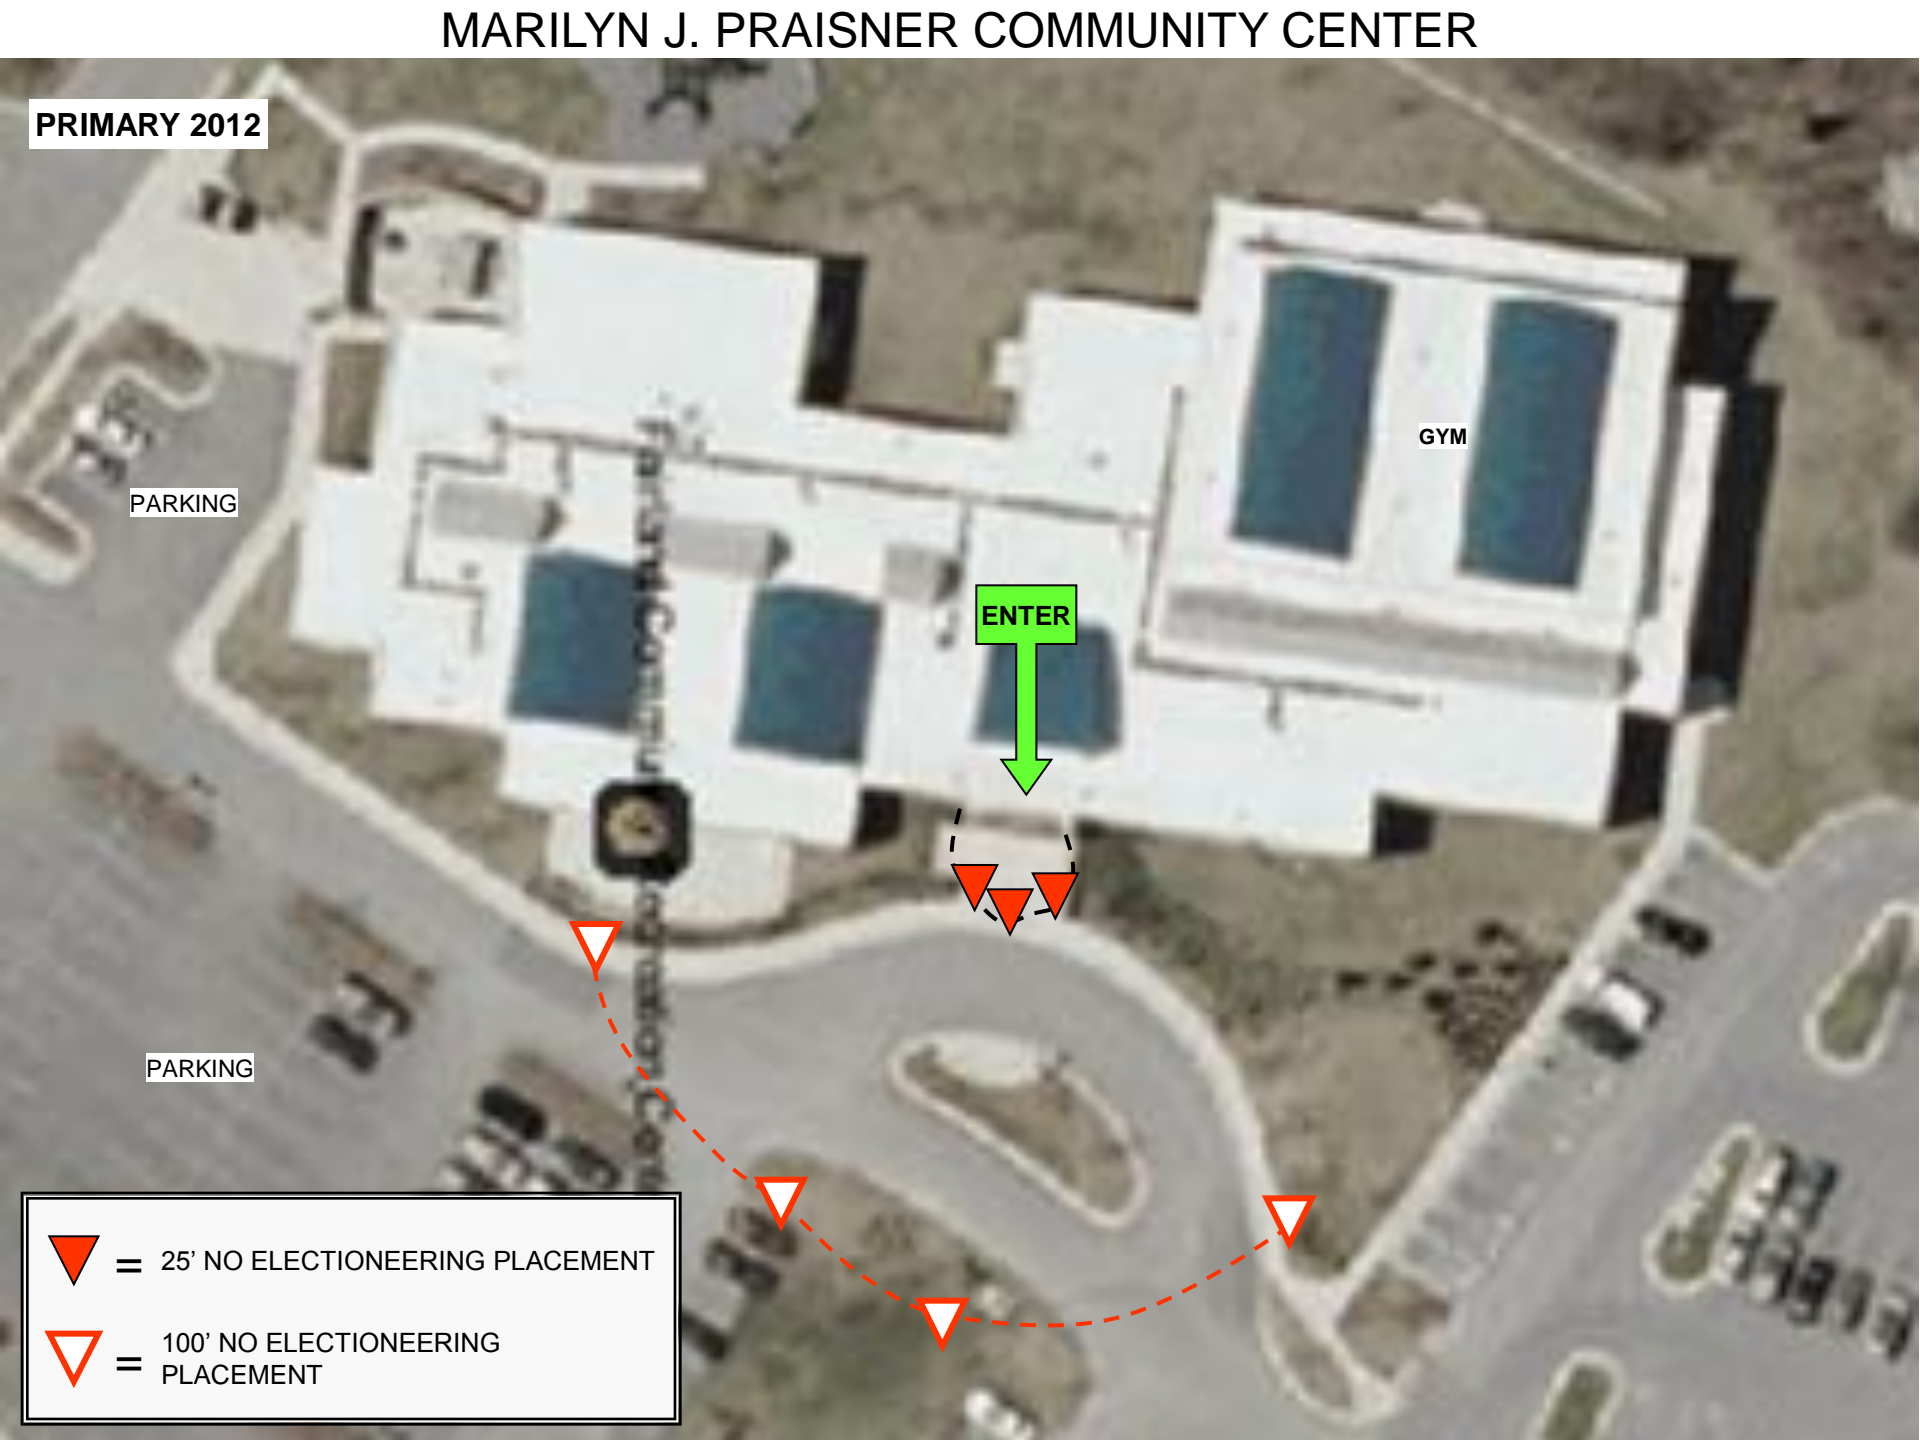 MARILYN J. PRAISNER COMMUNITY CENTER
PRIMARY 2012
GYM
PARKING
ENTER
PARKING
= 25' NO ELECTIONEERING PLACEMENT
= 100' NO ELECTIONEERING
PLACEMENT